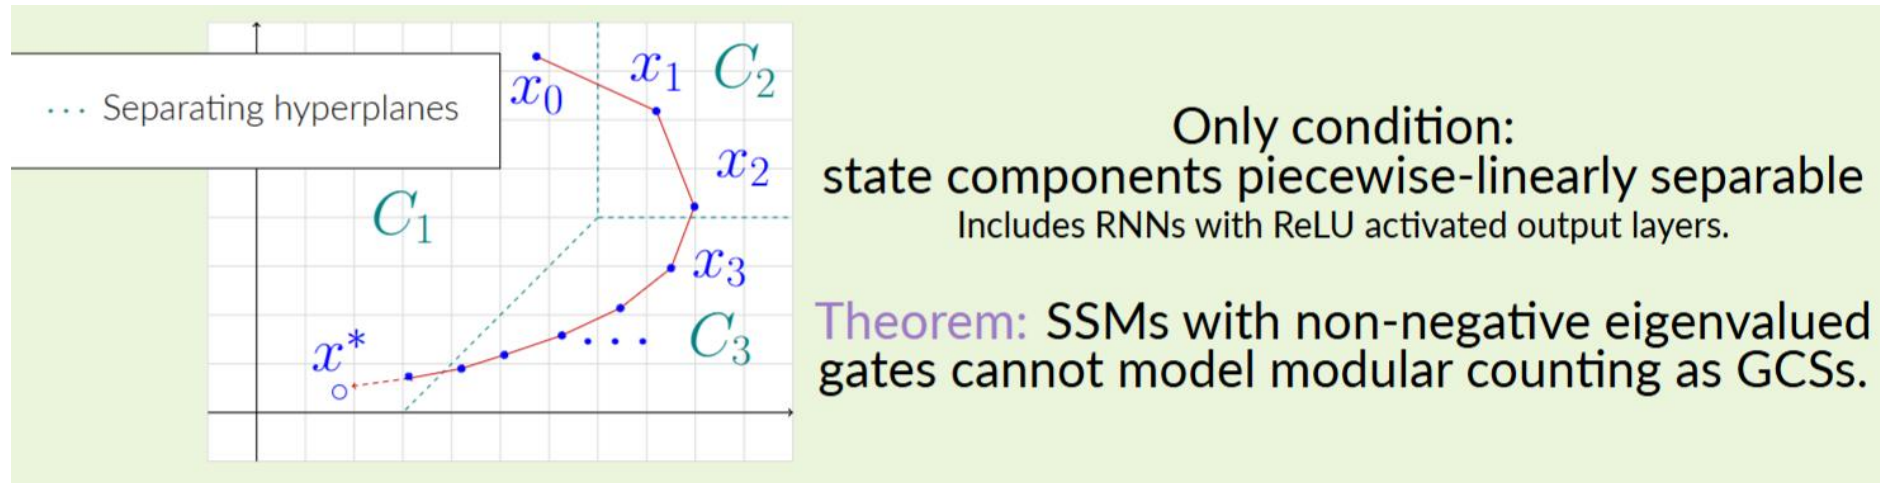 ··· Separating hyperplanes
x₀
x₁
C₂
x₂
C₁
x₃
C₃
···
x*
Only condition:
state components piecewise-linearly separable
Includes RNNs with ReLU activated output layers.
Theorem: SSMs with non-negative eigenvalued
gates cannot model modular counting as GCSs.